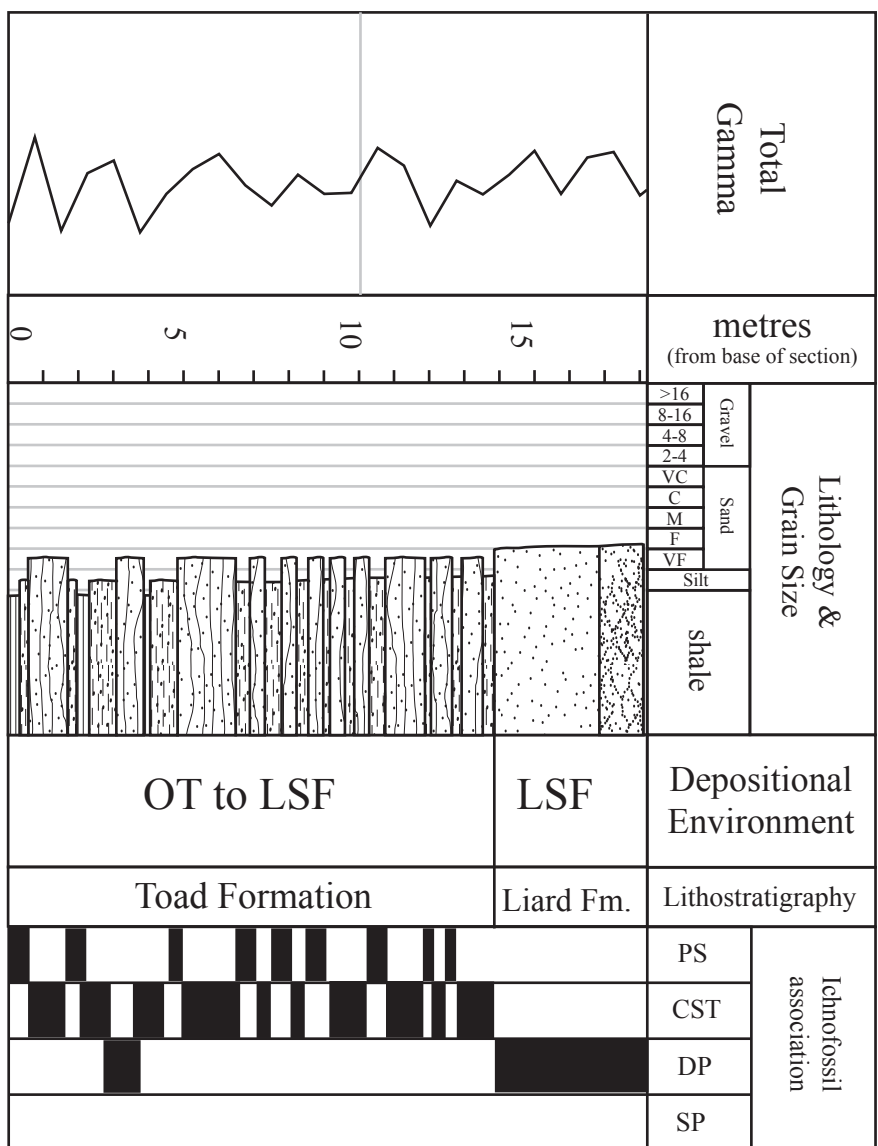 Total
Gamma
metres
(from base of section)
0
5
10
15
>16
8-16
4-8
2-4
VC
C
M
F
VF
Silt
shale
Gravel
Sand
Lithology &
Grain Size
OT to LSF
LSF
Depositional
Environment
Toad Formation
Liard Fm.
Lithostratigraphy
PS
CST
DP
SP
Ichnofossil
association